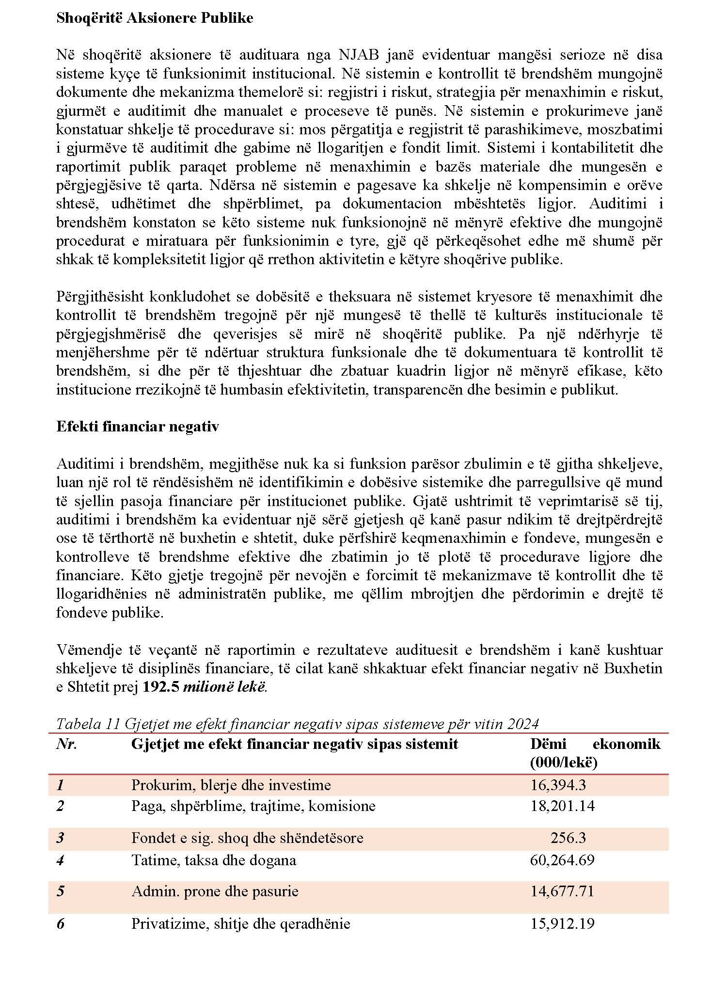 Shoqëritë Aksionere Publike
Në shoqëritë aksionere të audituara nga NJAB janë evidentuar mangësi serioze në disa
sisteme kyçe të funksionimit institucional. Në sistemin e kontrollit të brendshëm mungojnë
dokumente dhe mekanizma themelorë si: regjistri i riskut, strategjia për menaxhimin e riskut,
gjurmët e auditimit dhe manualet e proceseve të punës. Në sistemin e prokurimeve janë
konstatuar shkelje të procedurave si: mos përgatitja e regjistrit të parashikimeve, moszbatimi
i gjurmëve të auditimit dhe gabime në llogaritjen e fondit limit. Sistemi i kontabilitetit dhe
raportimit publik paraqet probleme në menaxhimin e bazës materiale dhe mungesën e
përgjegjësive të qarta. Ndërsa në sistemin e pagesave ka shkelje në kompensimin e orëve
shtesë, udhëtimet dhe shpërblimet, pa dokumentacion mbështetës ligjor. Auditimi i
brendshëm konstaton se këto sisteme nuk funksionojnë në mënyrë efektive dhe mungojnë
procedurat e miratuara për funksionimin e tyre, gjë që përkeqësohet edhe më shumë për
shkak të kompleksitetit ligjor që rrethon aktivitetin e këtyre shoqërive publike.
Përgjithësisht konkludohet se dobësitë e theksuara në sistemet kryesore të menaxhimit dhe
kontrollit të brendshëm tregojnë për një mungesë të thellë të kulturës institucionale të
përgjegjshmërisë dhe qeverisjes së mirë në shoqëritë publike. Pa një ndërhyrje të
menjëhershme për të ndërtuar struktura funksionale dhe të dokumentuara të kontrollit të
brendshëm, si dhe për të thjeshtuar dhe zbatuar kuadrin ligjor në mënyrë efikase, këto
institucione rrezikojnë të humbasin efektivitetin, transparencën dhe besimin e publikut.
Efekti financiar negativ
Auditimi i brendshëm, megjithëse nuk ka si funksion parësor zbulimin e të gjitha shkeljeve,
luan një rol të rëndësishëm në identifikimin e dobësive sistemike dhe parregullsive që mund
të sjellin pasoja financiare për institucionet publike. Gjatë ushtrimit të veprimtarisë së tij,
auditimi i brendshëm ka evidentuar një sërë gjetjesh që kanë pasur ndikim të drejtpërdrejtë
ose të tërthortë në buxhetin e shtetit, duke përfshirë keqmenaxhimin e fondeve, mungesën e
kontrolleve të brendshme efektive dhe zbatimin jo të plotë të procedurave ligjore dhe
financiare. Këto gjetje tregojnë për nevojën e forcimit të mekanizmave të kontrollit dhe të
llogaridhënies në administratën publike, me qëllim mbrojtjen dhe përdorimin e drejtë të
fondeve publike.
Vëmendje të veçantë në raportimin e rezultateve audituesit e brendshëm i kanë kushtuar
shkeljeve të disiplinës financiare, të cilat kanë shkaktuar efekt financiar negativ në Buxhetin
e Shtetit prej 192.5 milionë lekë.
Tabela 11 Gjetjet me efekt financiar negativ sipas sistemeve për vitin 2024
Nr. Gjetjet me efekt financiar negativ sipas sistemit Dëmi ekonomik
(000/lekë)
1 Prokurim, blerje dhe investime 16,394.3
2 Paga, shpërblime, trajtime, komisione 18,201.14
3 Fondet e sig. shoq dhe shëndetësore 256.3
4 Tatime, taksa dhe dogana 60,264.69
5 Admin. prone dhe pasurie 14,677.71
6 Privatizime, shitje dhe qeradhënie 15,912.19